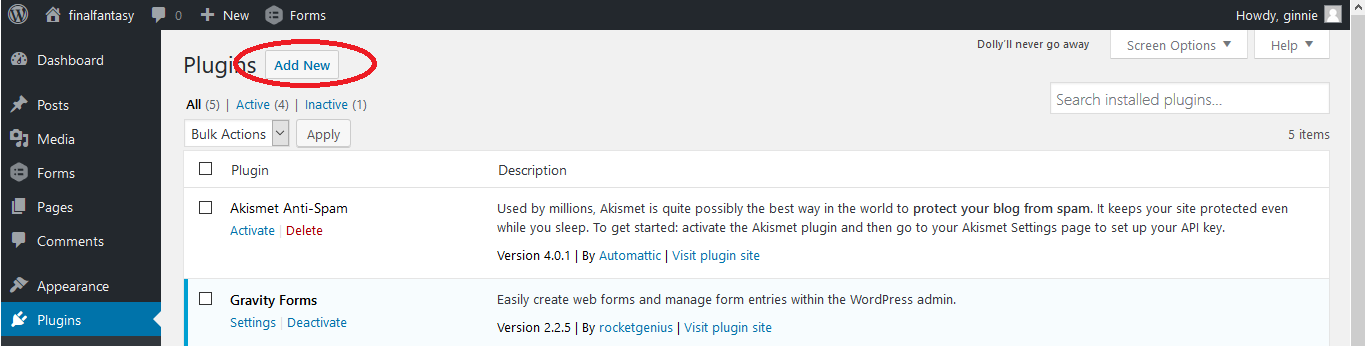 finalfantasy 0 + New Forms Howdy, ginnie
Dashboard
Posts
Media
Forms
Pages
Comments
Appearance
Plugins
Dolly'll never go away Screen Options Help
Plugins Add New
All (5) | Active (4) | Inactive (1)
Search installed plugins...
Bulk Actions Apply
5 items
Plugin Description
Akismet Anti-Spam
Activate | Delete
Used by millions, Akismet is quite possibly the best way in the world to protect your blog from spam. It keeps your site protected even
while you sleep. To get started: activate the Akismet plugin and then go to your Akismet Settings page to set up your API key.
Version 4.0.1 | By Automattic | Visit plugin site
Gravity Forms
Settings | Deactivate
Easily create web forms and manage form entries within the WordPress admin.
Version 2.2.5 | By rocketgenius | Visit plugin site